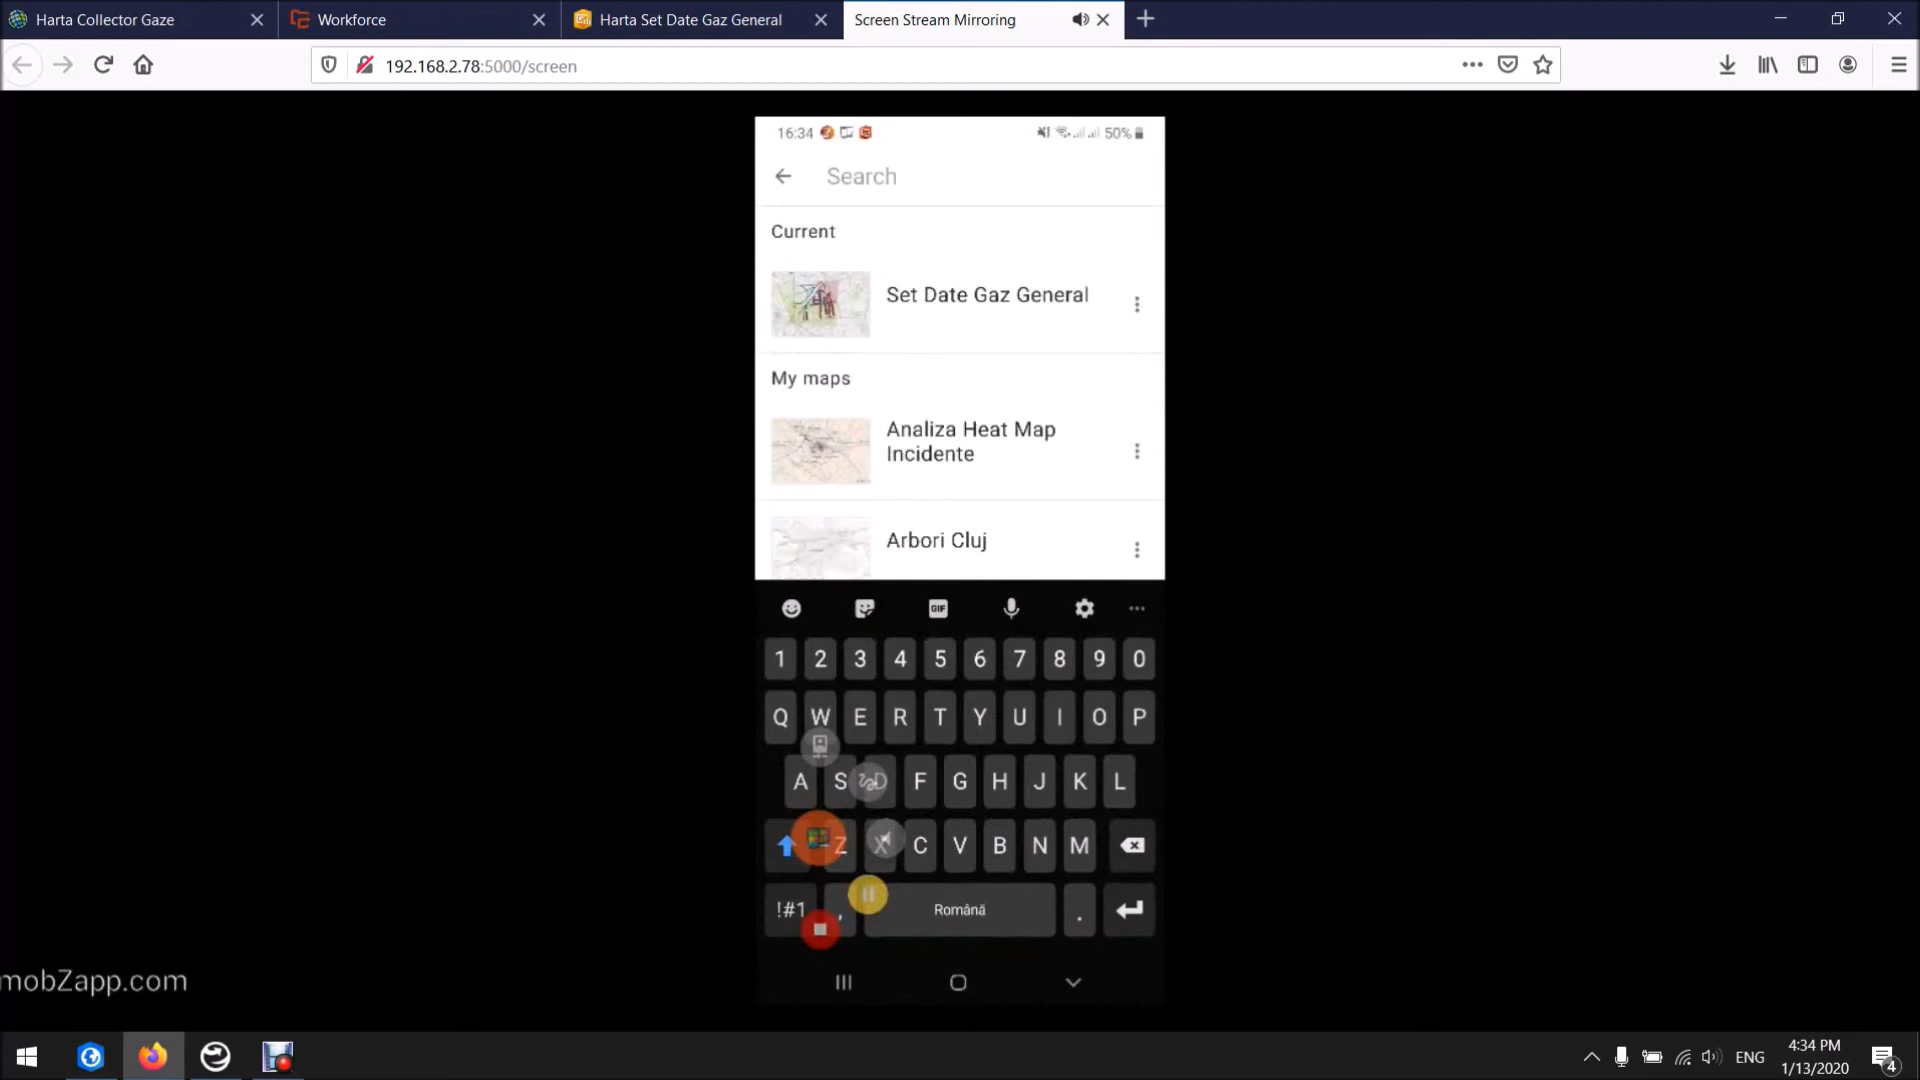 Harta Collector Gaze
Workforce
Harta Set Date Gaz General
Screen Stream Mirroring
192.168.2.78:5000/screen
16:34
50%
Search
Current
Set Date Gaz General
My maps
Analiza Heat Map
Incidente
Arbori Cluj
GIF
1 2 3 4 5 6 7 8 9 0
Q W E R T Y U I O P
A S D F G H J K L
Z X C V B N M
!#1 , Română .
mobZapp.com
ENG
4:34 PM
1/13/2020
4